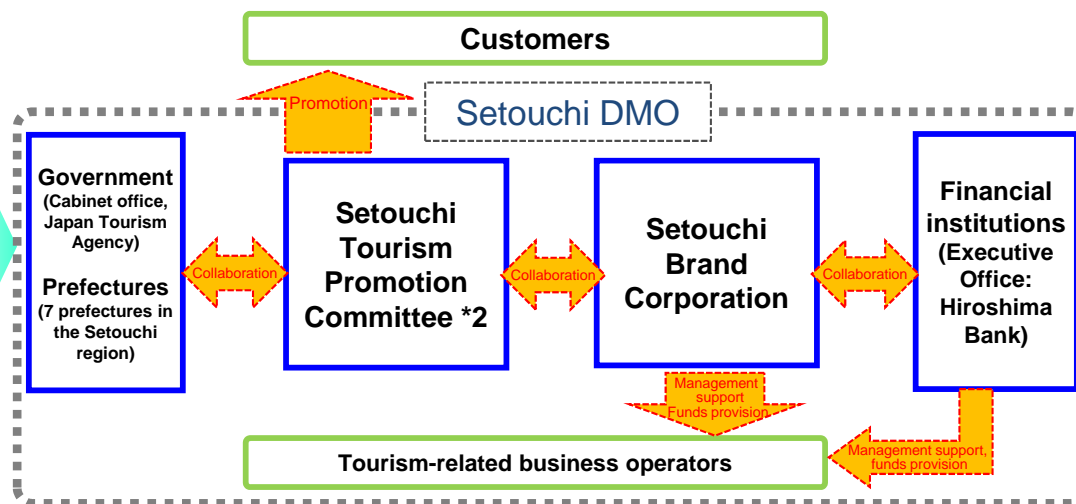 Customers
Promotion
Setouchi DMO
Government
(Cabinet office,
Japan Tourism
Agency)
Prefectures
(7 prefectures in
the Setouchi
region)
Collaboration
Setouchi
Tourism
Promotion
Committee *2
Collaboration
Setouchi
Brand
Corporation
Collaboration
Financial
institutions
(Executive
Office:
Hiroshima
Bank)
Management
support
Funds provision
Management support,
funds provision
Tourism-related business operators